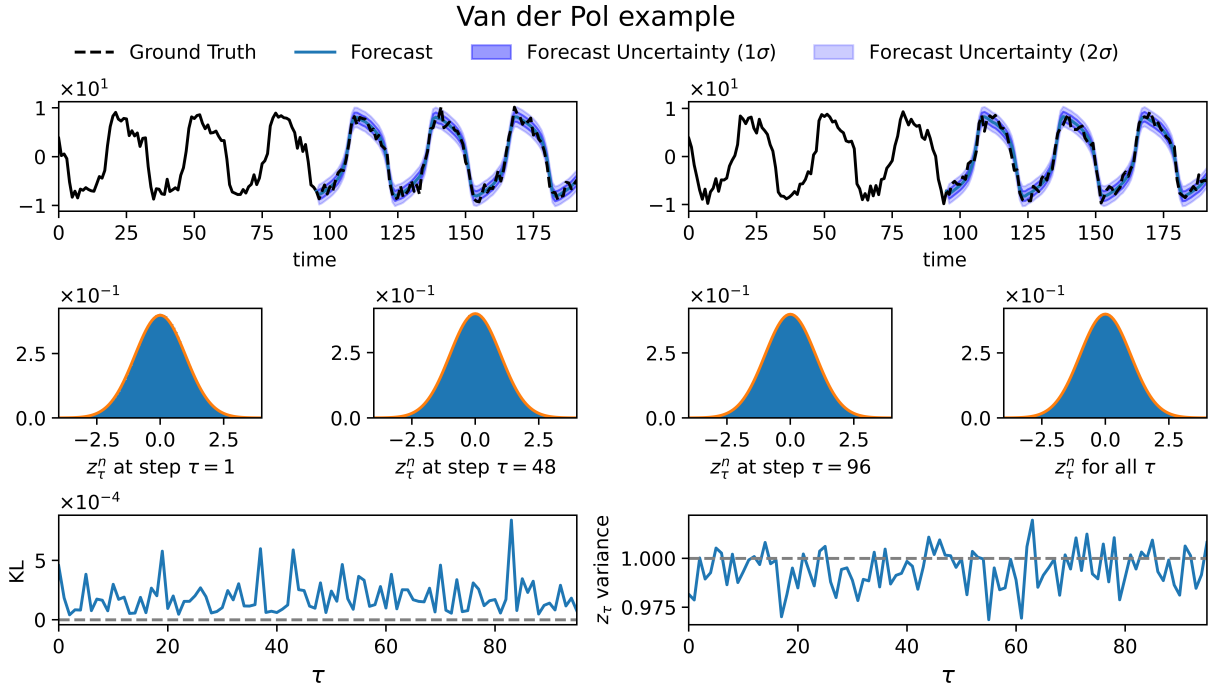 Van der Pol example
Ground Truth Forecast Forecast Uncertainty (1σ) Forecast Uncertainty (2σ)
×10¹ ×10¹
1 1
0 0
−1 −1
0 25 50 75 100 125 150 175 0 25 50 75 100 125 150 175
time time
×10⁻¹ ×10⁻¹ ×10⁻¹ ×10⁻¹
2.5 2.5 2.5 2.5
0.0 0.0 0.0 0.0
−2.5 0.0 2.5 −2.5 0.0 2.5 −2.5 0.0 2.5 −2.5 0.0 2.5
zⁿ_τ at step τ = 1 zⁿ_τ at step τ = 48 zⁿ_τ at step τ = 96 zⁿ_τ for all τ
×10⁻⁴
KL z_τ variance
5 1.000
0 0.975
0 20 40 60 80 0 20 40 60 80
τ τ